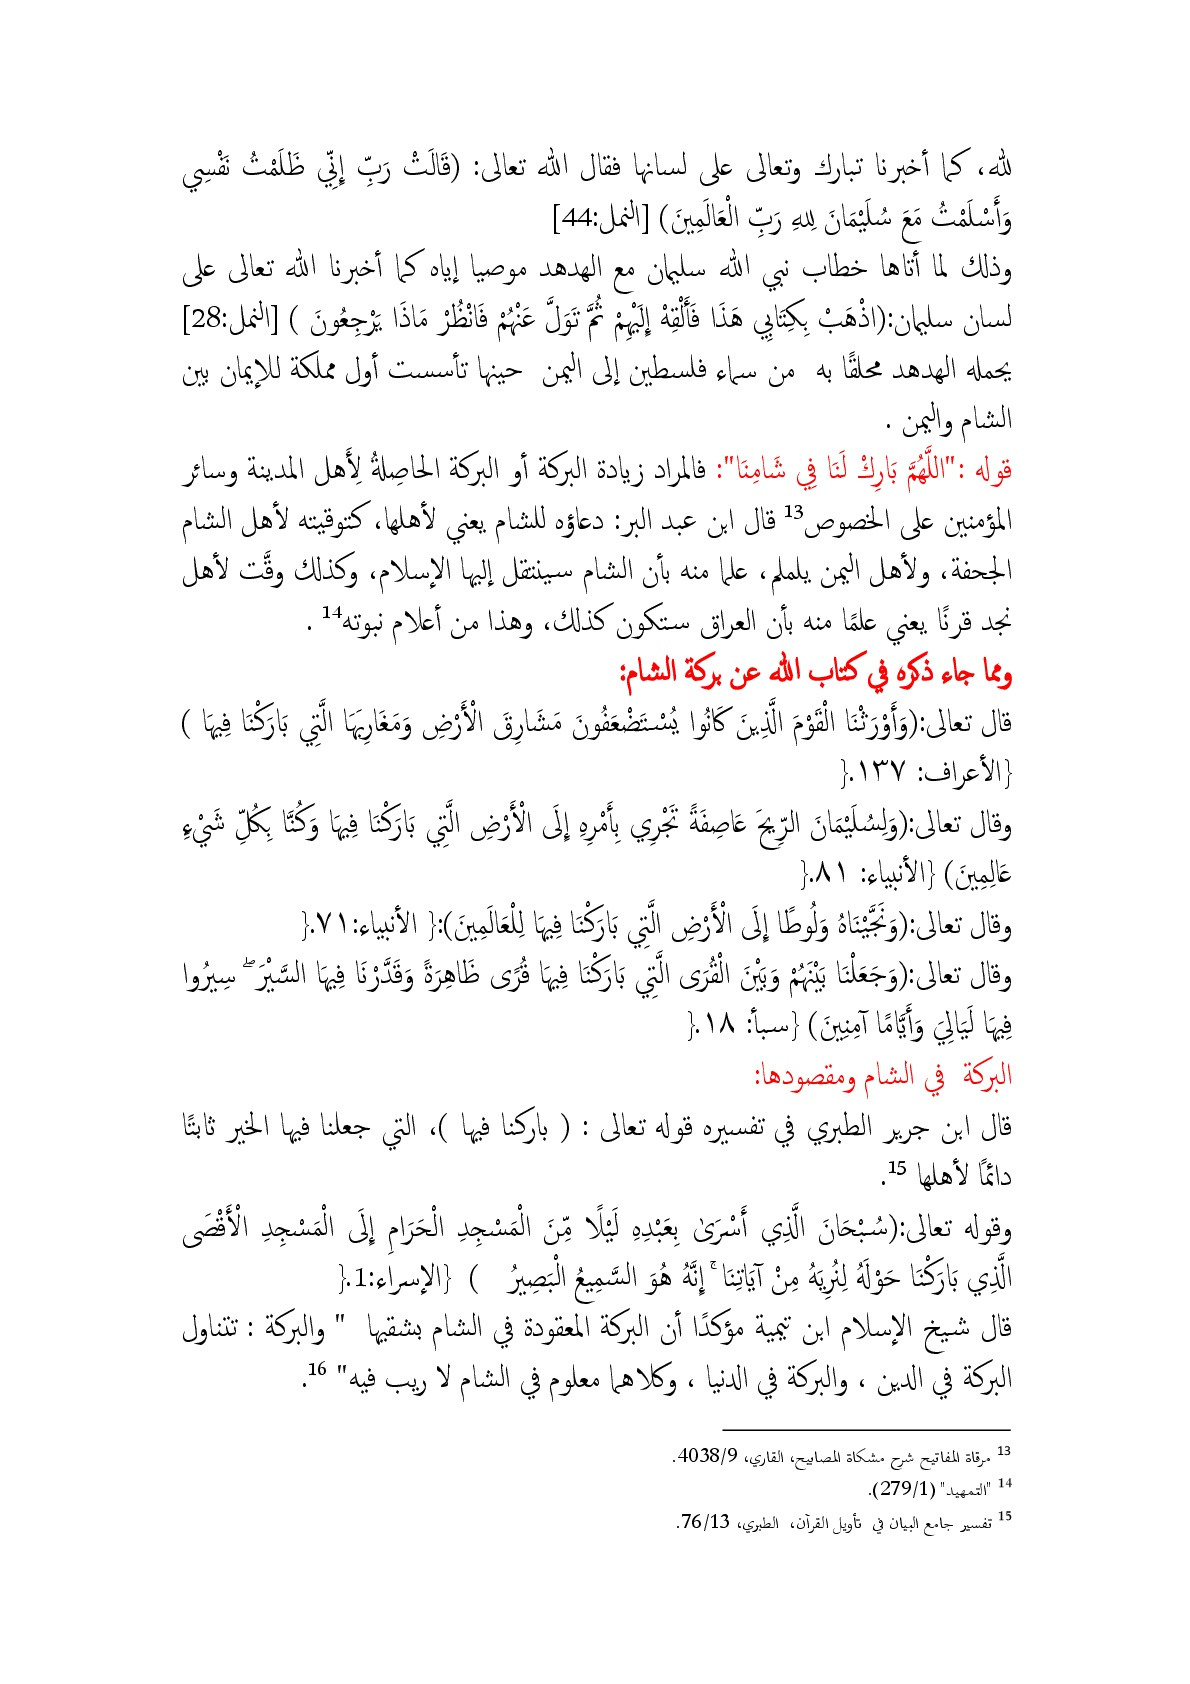 لله، كما أخبرنا تبارك وتعالى على لسانها فقال الله تعالى: (قَالَتْ رَبِّ إِنِّي ظَلَمْتُ نَفْسِي
وَأَسْلَمْتُ مَعَ سُلَيْمَانَ لِلهِ رَبِّ الْعَالَمِينَ) [النمل:44]
وذلك لما أتاها خطاب نبي الله سليمان مع الهدهد موصيا إياه كما أخبرنا الله تعالى على
لسان سليمان:(اذْهَبْ بِكِتَابِي هَذَا فَأَلْقِهْ إِلَيْهِمْ ثُمَّ تَوَلَّ عَنْهُمْ فَانْظُرْ مَاذَا يَرْجِعُونَ ) [النمل:28]
يحمله الهدهد محلقًا به من سماء فلسطين إلى اليمن حينها تأسست أول مملكة للإيمان بين
الشام واليمن .
قوله :"اللَّهُمَّ بَارِكْ لَنَا فِي شَامِنَا": فالمراد زيادة البركة أو البركة الحاصِلةُ لِأَهل المدينة وسائر
المؤمنين على الخصوص13 قال ابن عبد البر: دعاؤه للشام يعني لأهلها، كتوقيته لأهل الشام
الجحفة، ولأهل اليمن يلملم، علما منه بأن الشام سينتقل إليها الإسلام، وكذلك وقَّت لأهل
نجد قرنًا يعني علمًا منه بأن العراق ستكون كذلك، وهذا من أعلام نبوته14 .
ومما جاء ذكره في كتاب الله عن بركة الشام:
قال تعالى:(وَأَوْرَثْنَا الْقَوْمَ الَّذِينَ كَانُوا يُسْتَضْعَفُونَ مَشَارِقَ الْأَرْضِ وَمَغَارِبَهَا الَّتِي بَارَكْنَا فِيهَا )
{الأعراف: ١٣٧.{
وقال تعالى:(وَلِسُلَيْمَانَ الرِّيحَ عَاصِفَةً تَجْرِي بِأَمْرِهِ إِلَى الْأَرْضِ الَّتِي بَارَكْنَا فِيهَا وَكُنَّا بِكُلِّ شَيْءٍ
عَالِمِينَ) {الأنبياء: ٨١.{
وقال تعالى:(وَنَجَّيْنَاهُ وَلُوطًا إِلَى الْأَرْضِ الَّتِي بَارَكْنَا فِيهَا لِلْعَالَمِينَ):{ الأنبياء:٧١.{
وقال تعالى:(وَجَعَلْنَا بَيْنَهُمْ وَبَيْنَ الْقُرَى الَّتِي بَارَكْنَا فِيهَا قُرًى ظَاهِرَةً وَقَدَّرْنَا فِيهَا السَّيْرَ ۖ سِيرُوا
فِيهَا لَيَالِيَ وَأَيَّامًا آمِنِينَ) {سبأ: ١٨.{
البركة في الشام ومقصودها:
قال ابن جرير الطبري في تفسيره قوله تعالى : ( باركنا فيها )، التي جعلنا فيها الخير ثابتًا
دائمًا لأهلها 15.
وقوله تعالى:(سُبْحَانَ الَّذِي أَسْرَىٰ بِعَبْدِهِ لَيْلًا مِّنَ الْمَسْجِدِ الْحَرَامِ إِلَى الْمَسْجِدِ الْأَقْصَى
الَّذِي بَارَكْنَا حَوْلَهُ لِنُرِيَهُ مِنْ آيَاتِنَا ۚ إِنَّهُ هُوَ السَّمِيعُ الْبَصِيرُ ) {الإسراء:1.{
قال شيخ الإسلام ابن تيمية مؤكدًا أن البركة المعقودة في الشام بشقيها " والبركة : تتناول
البركة في الدين ، والبركة في الدنيا ، وكلاهما معلوم في الشام لا ريب فيه" 16.
13 مرقاة المفاتيح شرح مشكاة المصابيح، القاري، 4038/9.
14 "التمهيد" (279/1).
15 تفسير جامع البيان في تأويل القرآن، الطبري، 76/13.